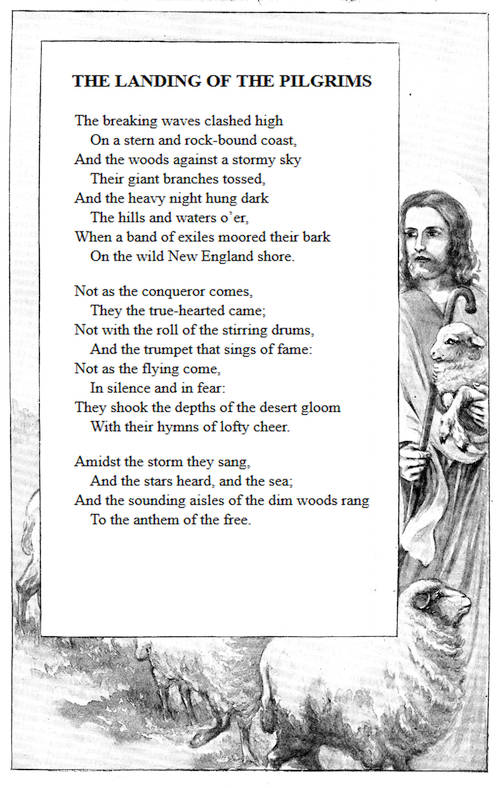 THE LANDING OF THE PILGRIMS
The breaking waves clashed high
On a stern and rock-bound coast,
And the woods against a stormy sky
Their giant branches tossed,
And the heavy night hung dark
The hills and waters o'er,
When a band of exiles moored their bark
On the wild New England shore.
Not as the conqueror comes,
They the true-hearted came;
Not with the roll of the stirring drums,
And the trumpet that sings of fame:
Not as the flying come,
In silence and in fear:
They shook the depths of the desert gloom
With their hymns of lofty cheer.
Amidst the storm they sang,
And the stars heard, and the sea;
And the sounding aisles of the dim woods rang
To the anthem of the free.